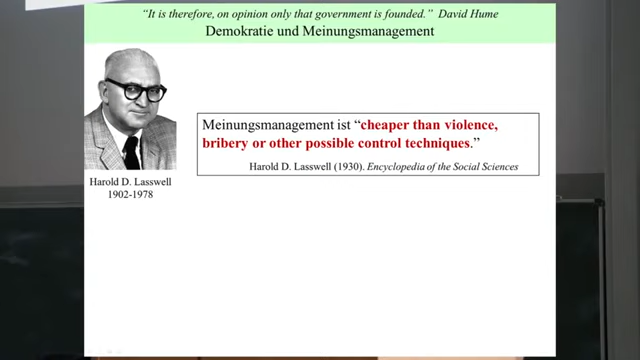 “It is therefore, on opinion only that government is founded.” David Hume
Demokratie und Meinungsmanagement
Meinungsmanagement ist “cheaper than violence,
bribery or other possible control techniques.”
Harold D. Lasswell (1930). Encyclopedia of the Social Sciences
Harold D. Lasswell
1902-1978